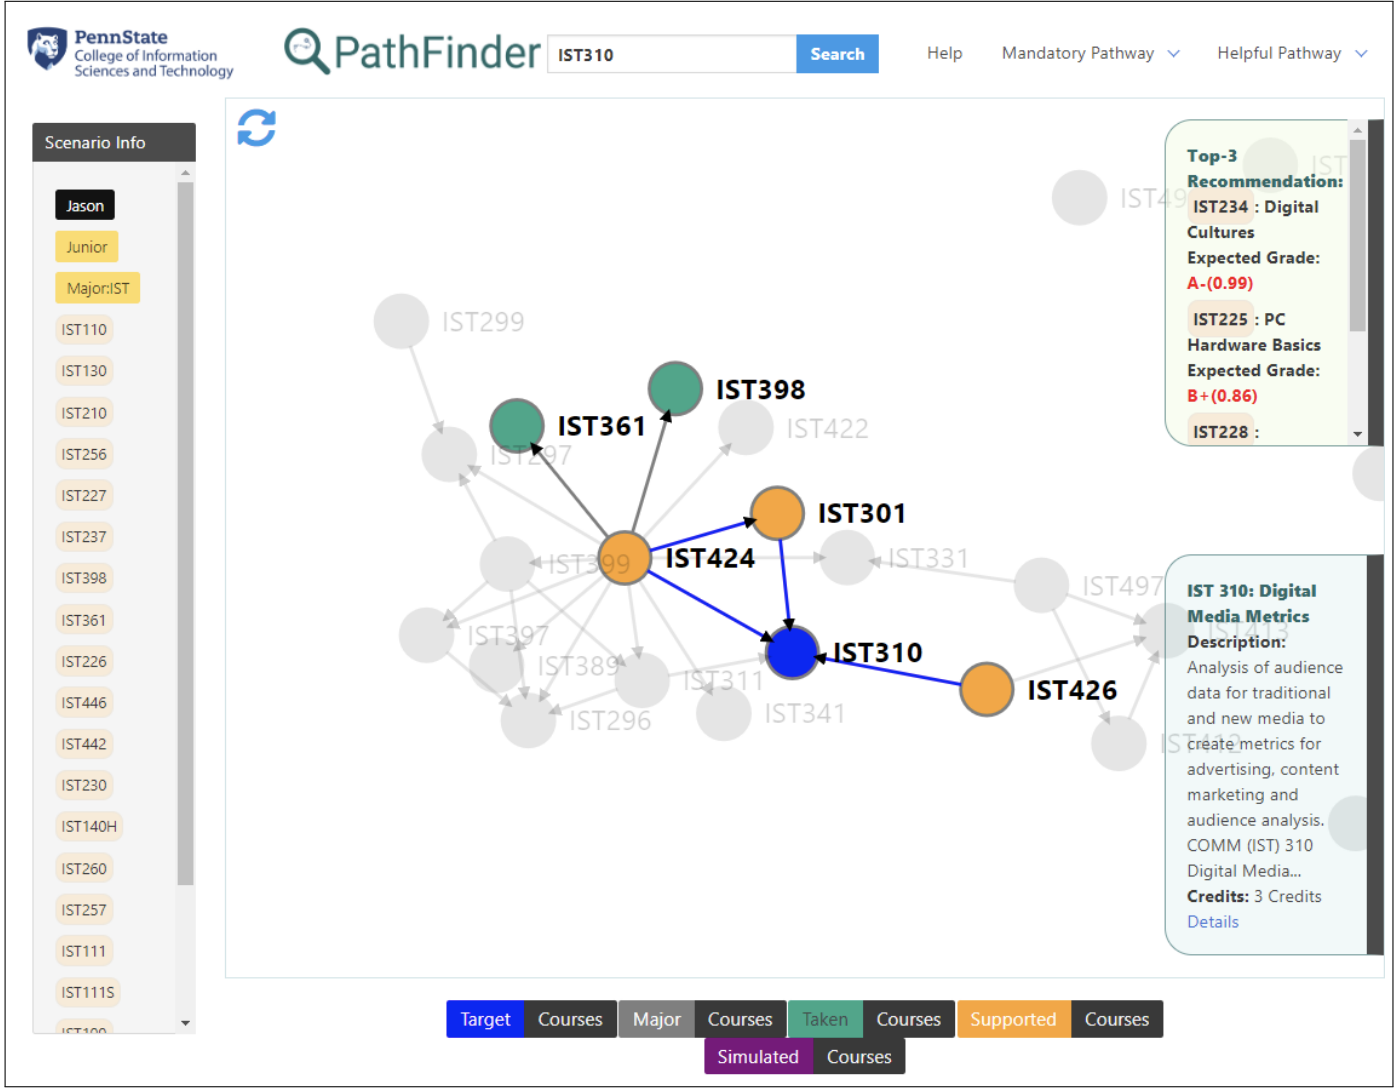 PennState
College of Information
Sciences and Technology
PathFinder
IST310
Search
Help
Mandatory Pathway
Helpful Pathway
Scenario Info
Jason
Junior
Major:IST
IST110
IST130
IST210
IST256
IST227
IST237
IST398
IST361
IST226
IST446
IST442
IST230
IST140H
IST260
IST257
IST111
IST111S
IST299
IST398
IST361
IST422
IST297
IST301
IST424
IST399
IST331
IST497
IST397
IST310
IST389
IST311
IST426
IST296
IST341
IST413
IST412
IST49
IST
Top-3
Recommendation:
IST234 : Digital
Cultures
Expected Grade:
A-(0.99)
IST225 : PC
Hardware Basics
Expected Grade:
B+(0.86)
IST228 :
IST 310: Digital
Media Metrics
Description:
Analysis of audience
data for traditional
and new media to
create metrics for
advertising, content
marketing and
audience analysis.
COMM (IST) 310
Digital Media...
Credits: 3 Credits
Details
Target Courses Major Courses Taken Courses Supported Courses
Simulated Courses